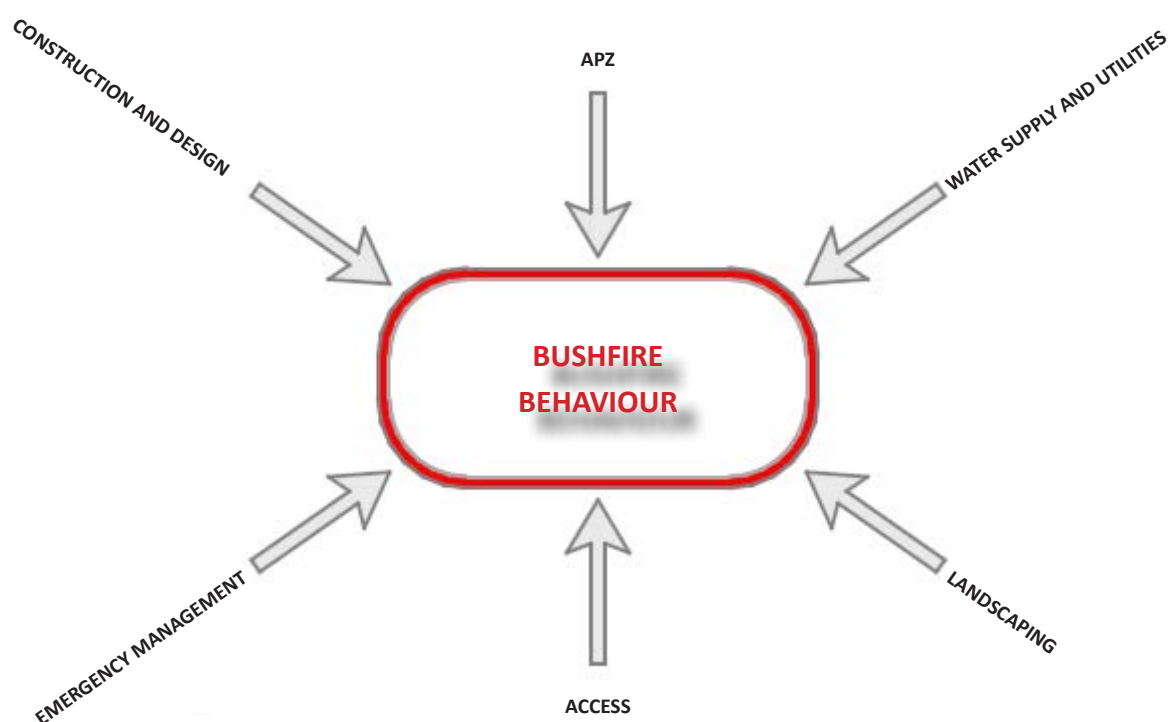 CONSTRUCTION AND DESIGN
APZ
WATER SUPPLY AND UTILITIES
BUSHFIRE
BEHAVIOUR
EMERGENCY MANAGEMENT
ACCESS
LANDSCAPING